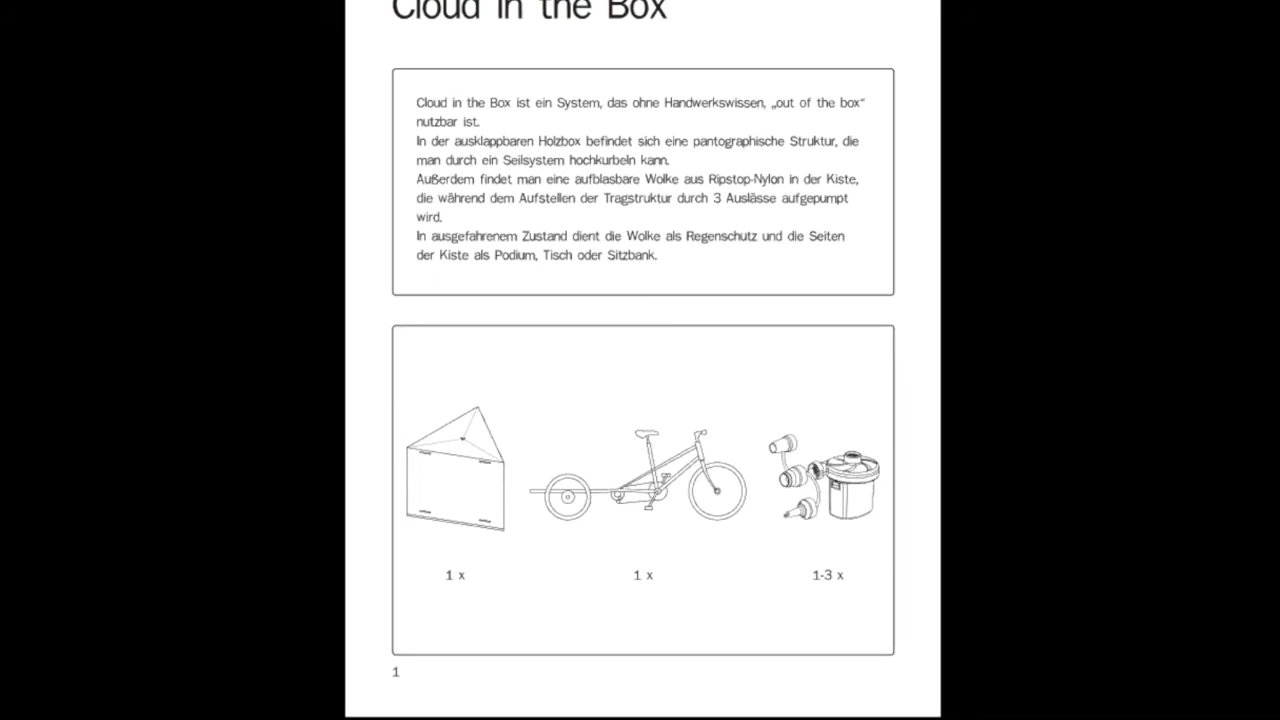 Cloud in the Box
Cloud in the Box ist ein System, das ohne Handwerkswissen, „out of the box“
nutzbar ist.
In der ausklappbaren Holzbox befindet sich eine pantographische Struktur, die
man durch ein Seilsystem hochkurbeln kann.
Außerdem findet man eine aufblasbare Wolke aus Ripstop-Nylon in der Kiste,
die während dem Aufstellen der Tragstruktur durch 3 Auslässe aufgepumpt
wird.
In ausgefahrenem Zustand dient die Wolke als Regenschutz und die Seiten
der Kiste als Podium, Tisch oder Sitzbank.
1 x
1 x
1-3 x
1